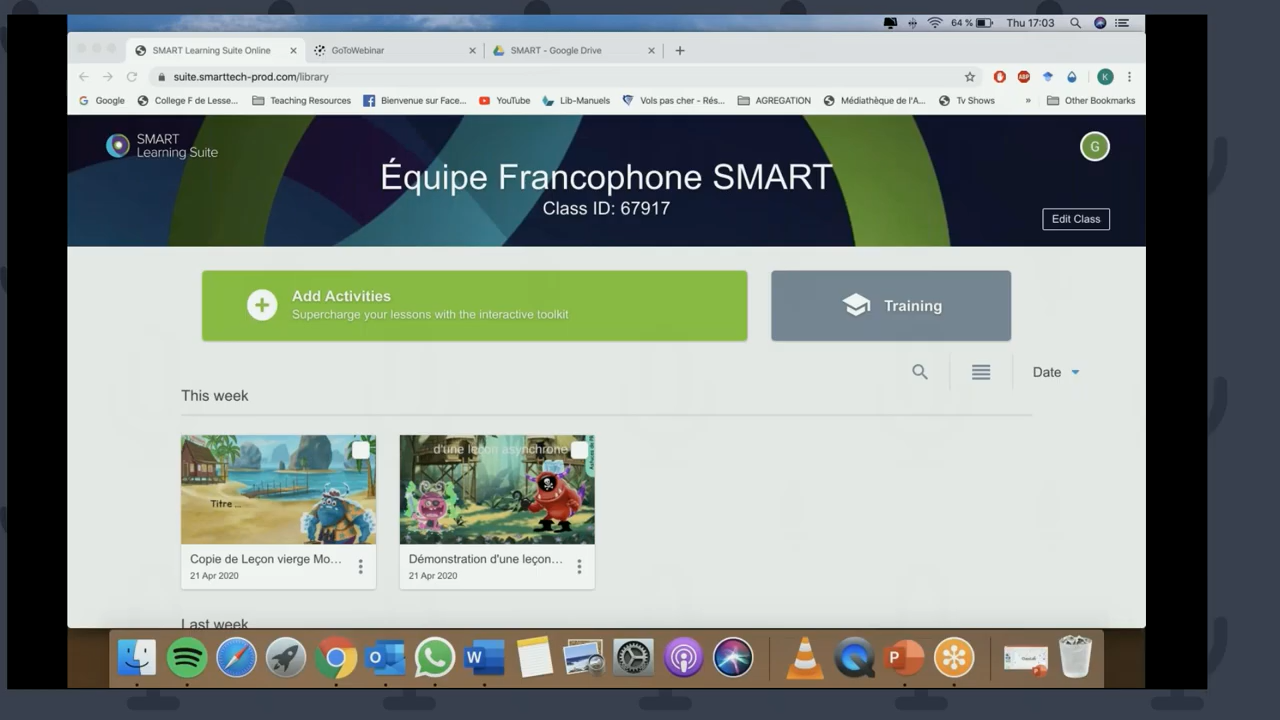 64 % Thu 17:03
SMART Learning Suite Online GoToWebinar SMART - Google Drive
suite.smarttech-prod.com/library ABP K
Google College F de Lesse... Teaching Resources Bienvenue sur Face... YouTube Lib-Manuels Vols pas cher - Rés... AGREGATION Médiathèque de l'A... Tv Shows » Other Bookmarks
SMART
Learning Suite
G
Équipe Francophone SMART
Class ID: 67917
Edit Class
Add Activities
Supercharge your lessons with the interactive toolkit
Training
Date
This week
Titre ...
d'une leçon asynchrone
Copie de Leçon vierge Mo...
21 Apr 2020
Démonstration d'une leçon...
21 Apr 2020
Last week
O W P